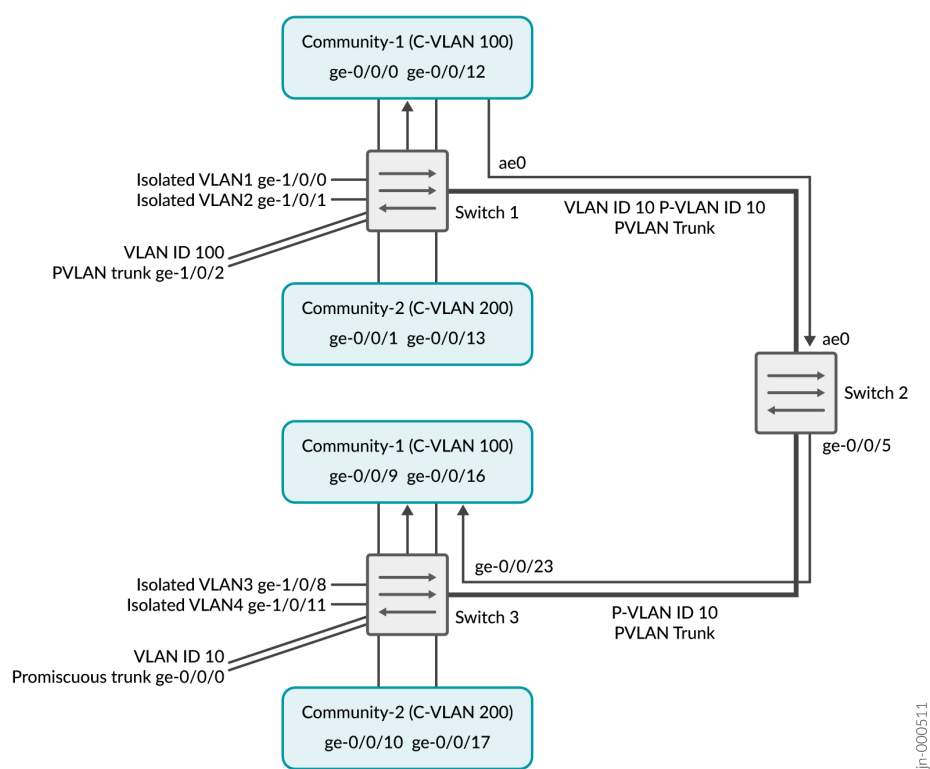 Community-1 (C-VLAN 100)
ge-0/0/0 ge-0/0/12
ae0
Isolated VLAN1 ge-1/0/0
Isolated VLAN2 ge-1/0/1
Switch 1
VLAN ID 10 P-VLAN ID 10
PVLAN Trunk
VLAN ID 100
PVLAN trunk ge-1/0/2
Community-2 (C-VLAN 200)
ge-0/0/1 ge-0/0/13
ae0
Switch 2
ge-0/0/5
Community-1 (C-VLAN 100)
ge-0/0/9 ge-0/0/16
ge-0/0/23
Isolated VLAN3 ge-1/0/8
Isolated VLAN4 ge-1/0/11
Switch 3
P-VLAN ID 10
PVLAN Trunk
VLAN ID 10
Promiscuous trunk ge-0/0/0
Community-2 (C-VLAN 200)
ge-0/0/10 ge-0/0/17
jn-000511